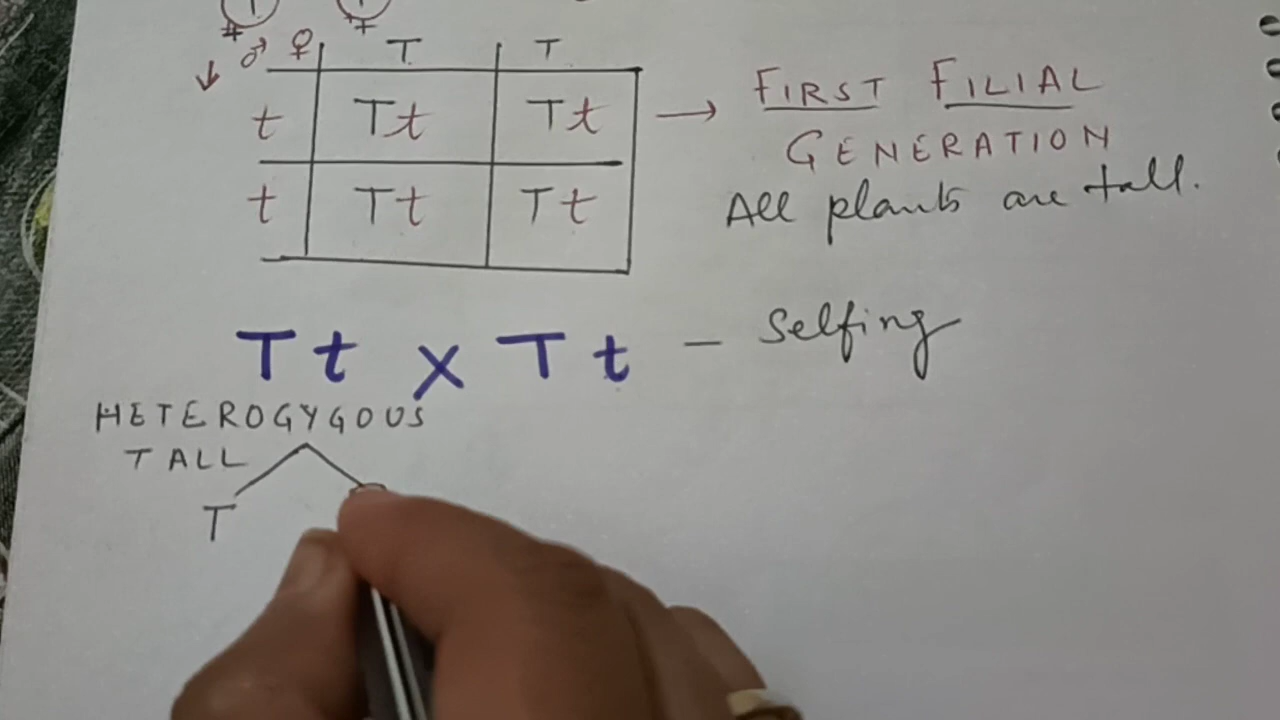 ♂ ♀ T T
t Tt Tt → FIRST FILIAL
GENERATION
t Tt Tt All plants are tall.
Tt X Tt - Selfing
HETEROGYGOUS
TALL
T